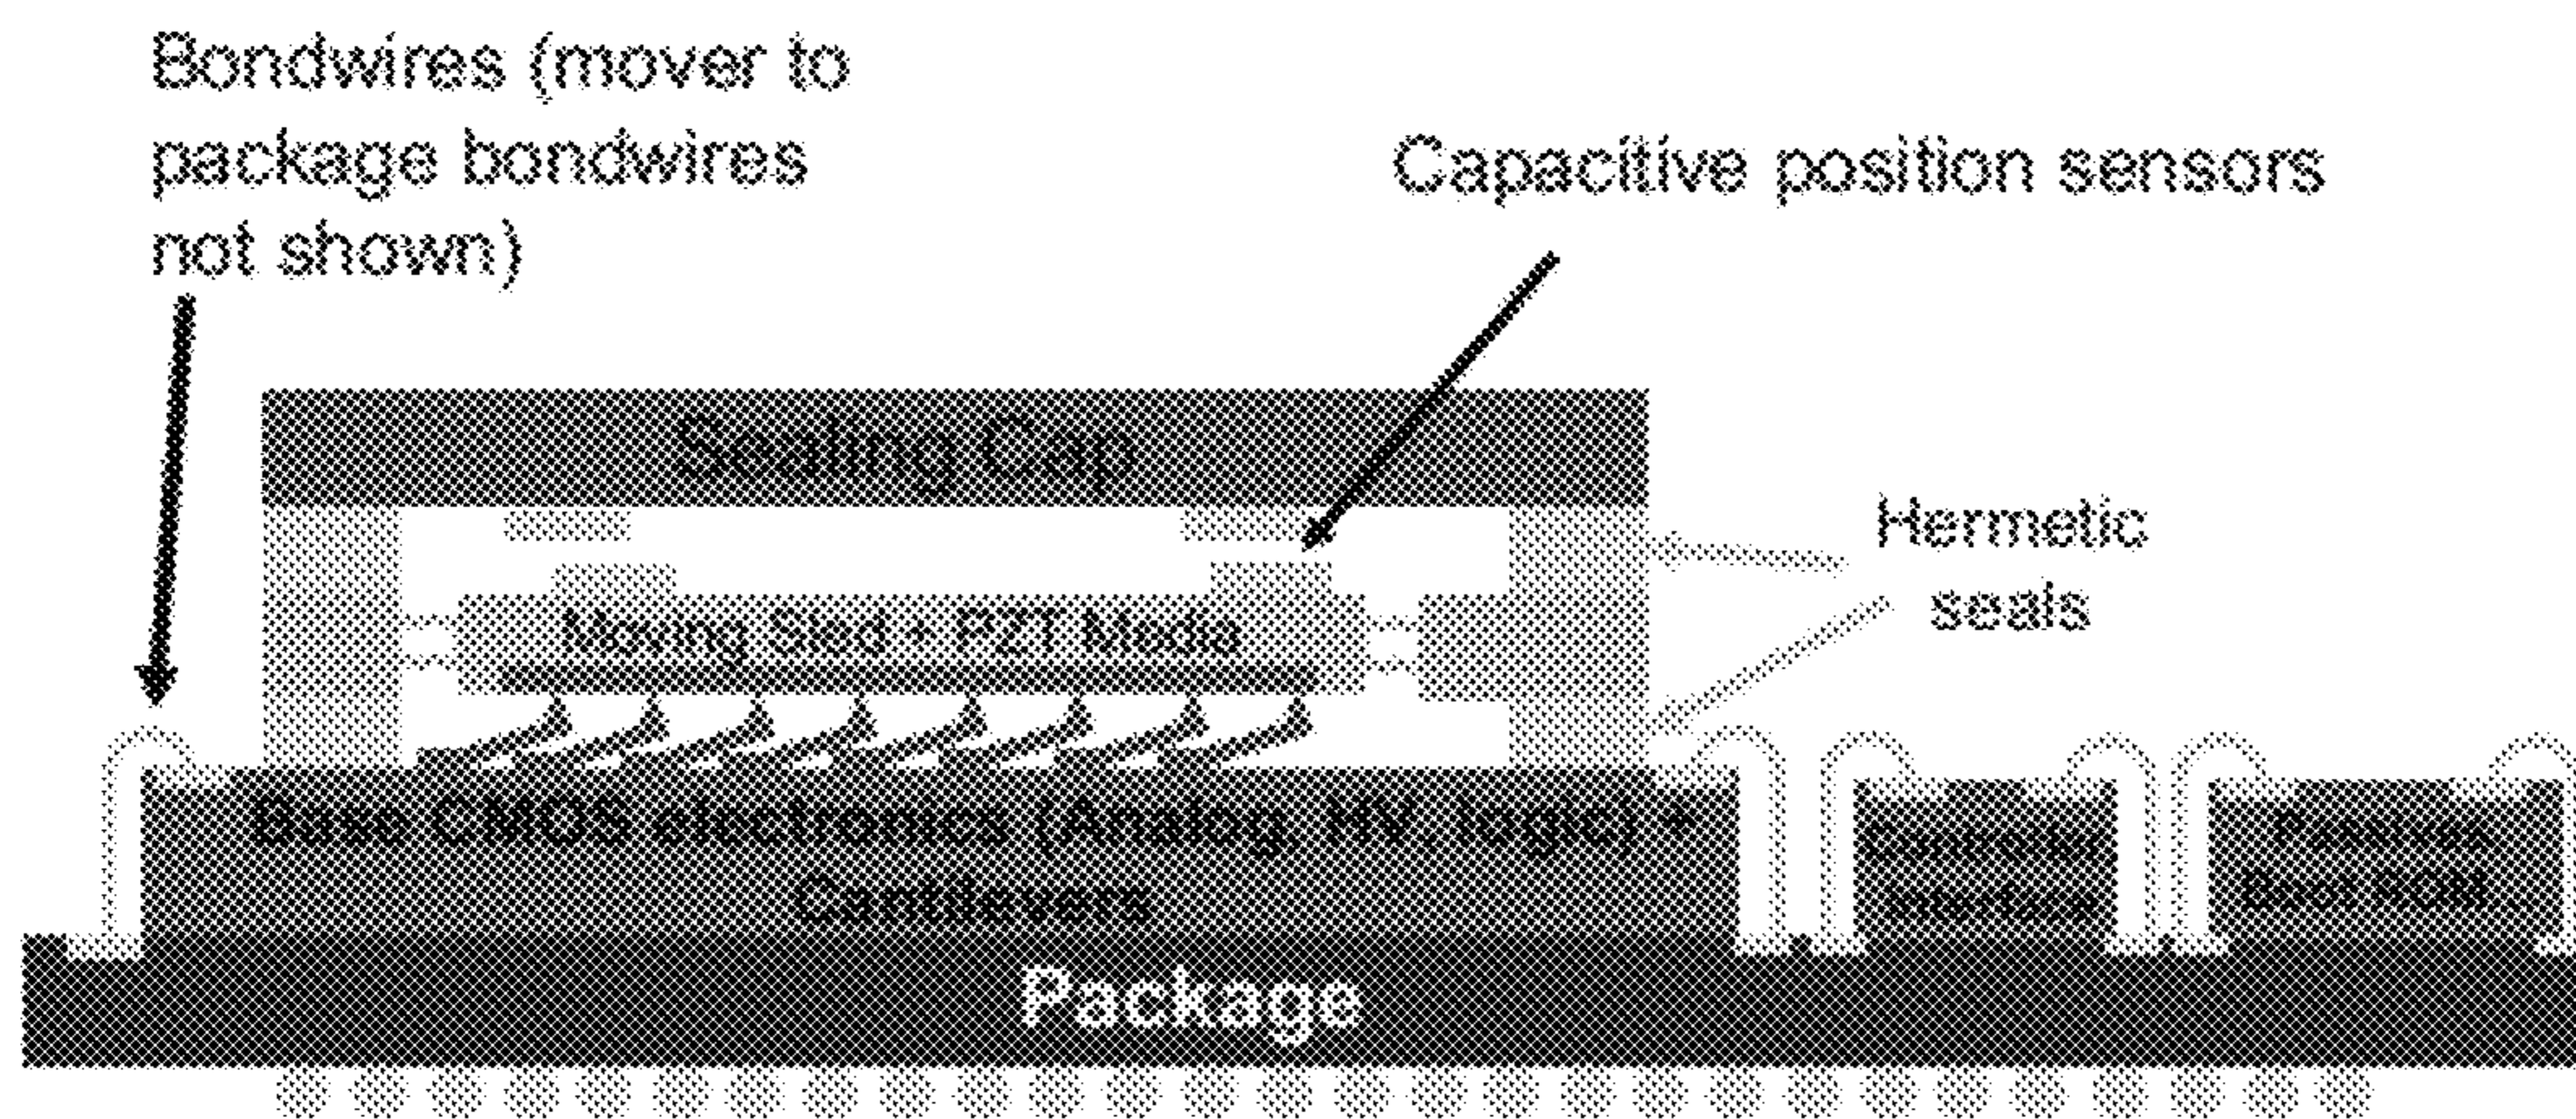 Bondwires (mover to
package bondwires
not shown)
Capacitive position sensors
Sealing Cap
Hermetic
seals
Moving Sled + PZT Media
Base CMOS electronics (Analog, HV, logic) +
Cantilevers
Controller
Interface
Passives
Boot ROM
Package